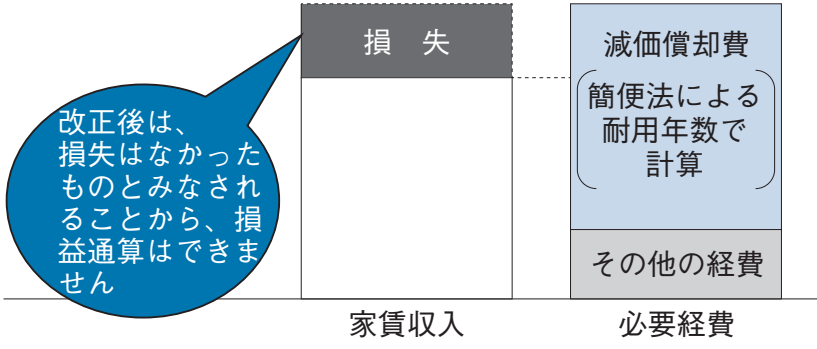 損　失
改正後は、
損失はなかった
ものとみなされ
ることから、損
益通算はできま
せん
減価償却費
簡便法による
耐用年数で
計算
その他の経費
家賃収入
必要経費